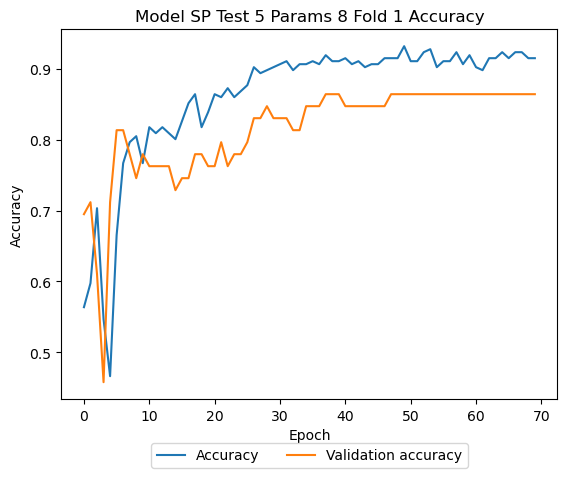 Model SP Test 5 Params 8 Fold 1 Accuracy
Accuracy
0.9
0.8
0.7
0.6
0.5
0 10 20 30 40 50 60 70
Epoch
Accuracy Validation accuracy